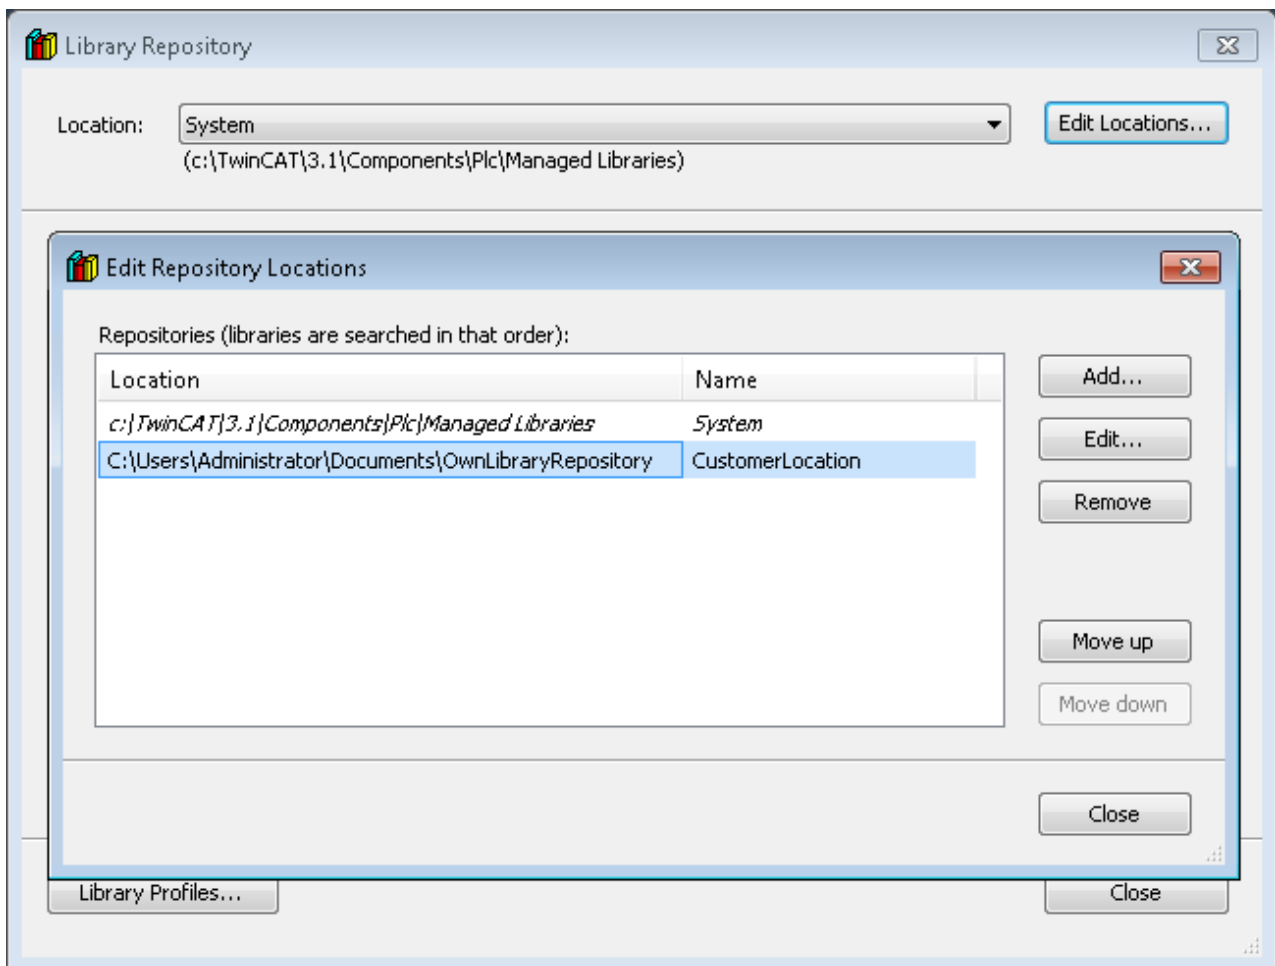 Library Repository
Location: System Edit Locations...
(c:\TwinCAT\3.1\Components\Plc\Managed Libraries)
Edit Repository Locations
Repositories (libraries are searched in that order):
Location Name
c:\TwinCAT\3.1\Components\Plc\Managed Libraries System
C:\Users\Administrator\Documents\OwnLibraryRepository CustomerLocation
Add...
Edit...
Remove
Move up
Move down
Close
Library Profiles... Close